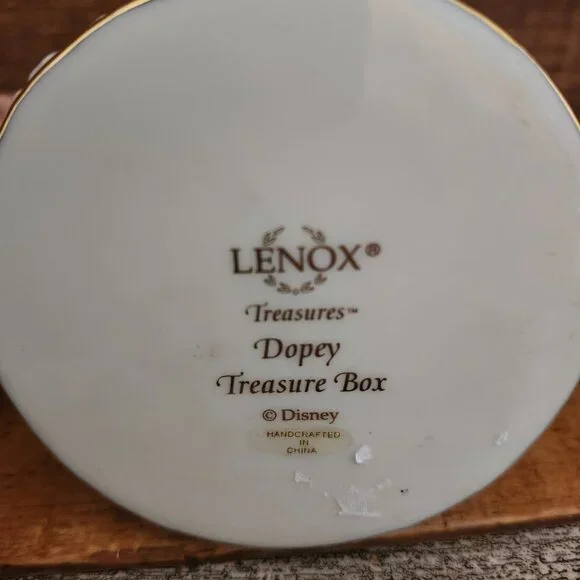 LENOX®
Treasures™
Dopey
Treasure Box
© Disney
HANDCRAFTED
IN
CHINA